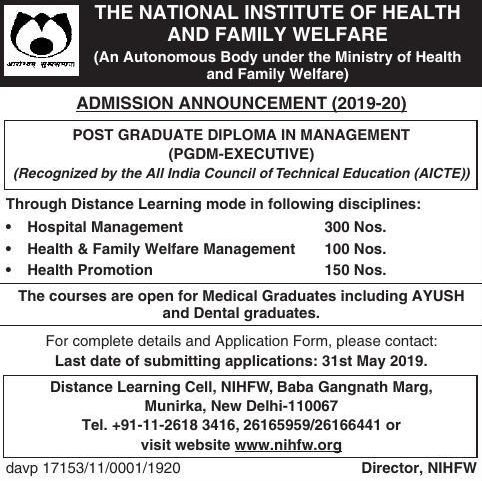 THE NATIONAL INSTITUTE OF HEALTH
AND FAMILY WELFARE
(An Autonomous Body under the Ministry of Health
and Family Welfare)
आरोग्यम् सुखसम्पदा
ADMISSION ANNOUNCEMENT (2019-20)
POST GRADUATE DIPLOMA IN MANAGEMENT
(PGDM-EXECUTIVE)
(Recognized by the All India Council of Technical Education (AICTE))
Through Distance Learning mode in following disciplines:
• Hospital Management 300 Nos.
• Health & Family Welfare Management 100 Nos.
• Health Promotion 150 Nos.
The courses are open for Medical Graduates including AYUSH
and Dental graduates.
For complete details and Application Form, please contact:
Last date of submitting applications: 31st May 2019.
Distance Learning Cell, NIHFW, Baba Gangnath Marg,
Munirka, New Delhi-110067
Tel. +91-11-2618 3416, 26165959/26166441 or
visit website www.nihfw.org
davp 17153/11/0001/1920 Director, NIHFW